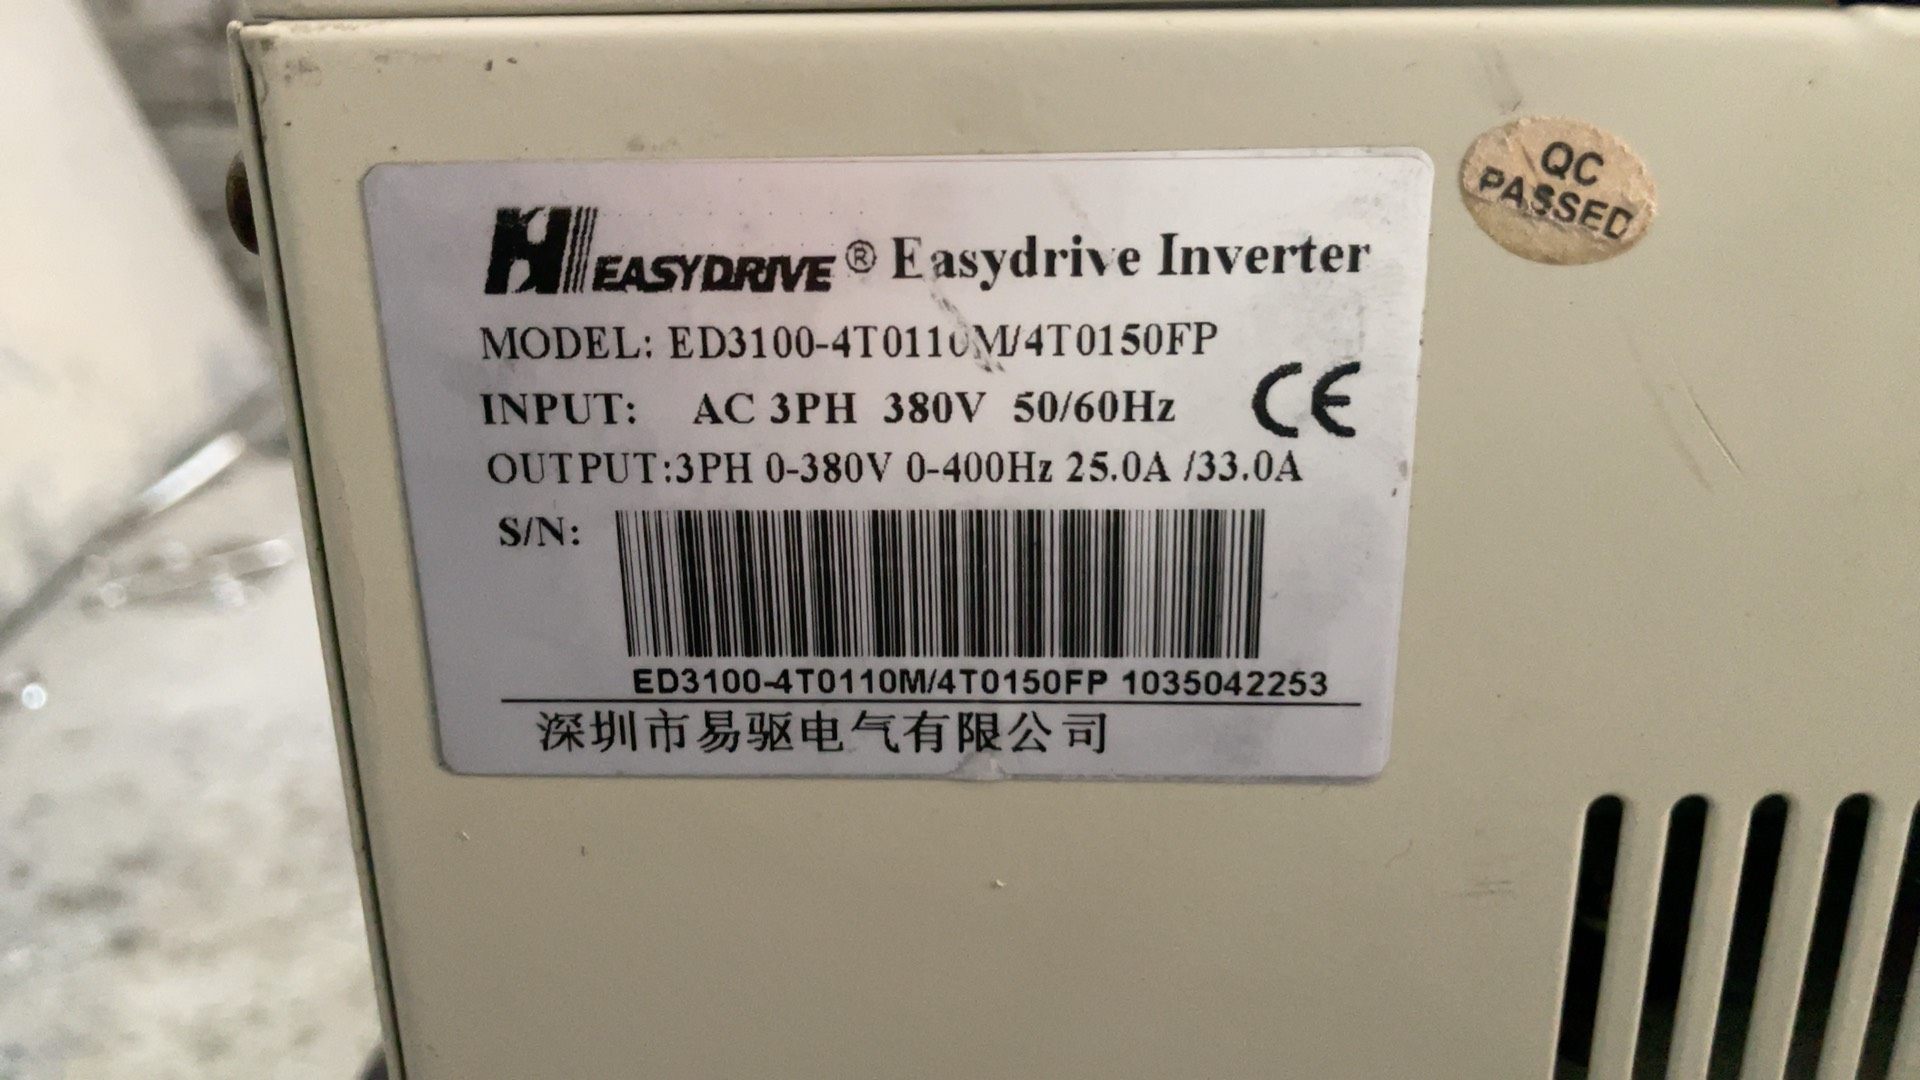 EASYDRIVE® Easydrive Inverter
MODEL: ED3100-4T0110M/4T0150FP
INPUT: AC 3PH 380V 50/60Hz
CE
OUTPUT:3PH 0-380V 0-400Hz 25.0A /33.0A
S/N:
ED3100-4T0110M/4T0150FP 1035042253
深圳市易驱电气有限公司
QC
PASSED